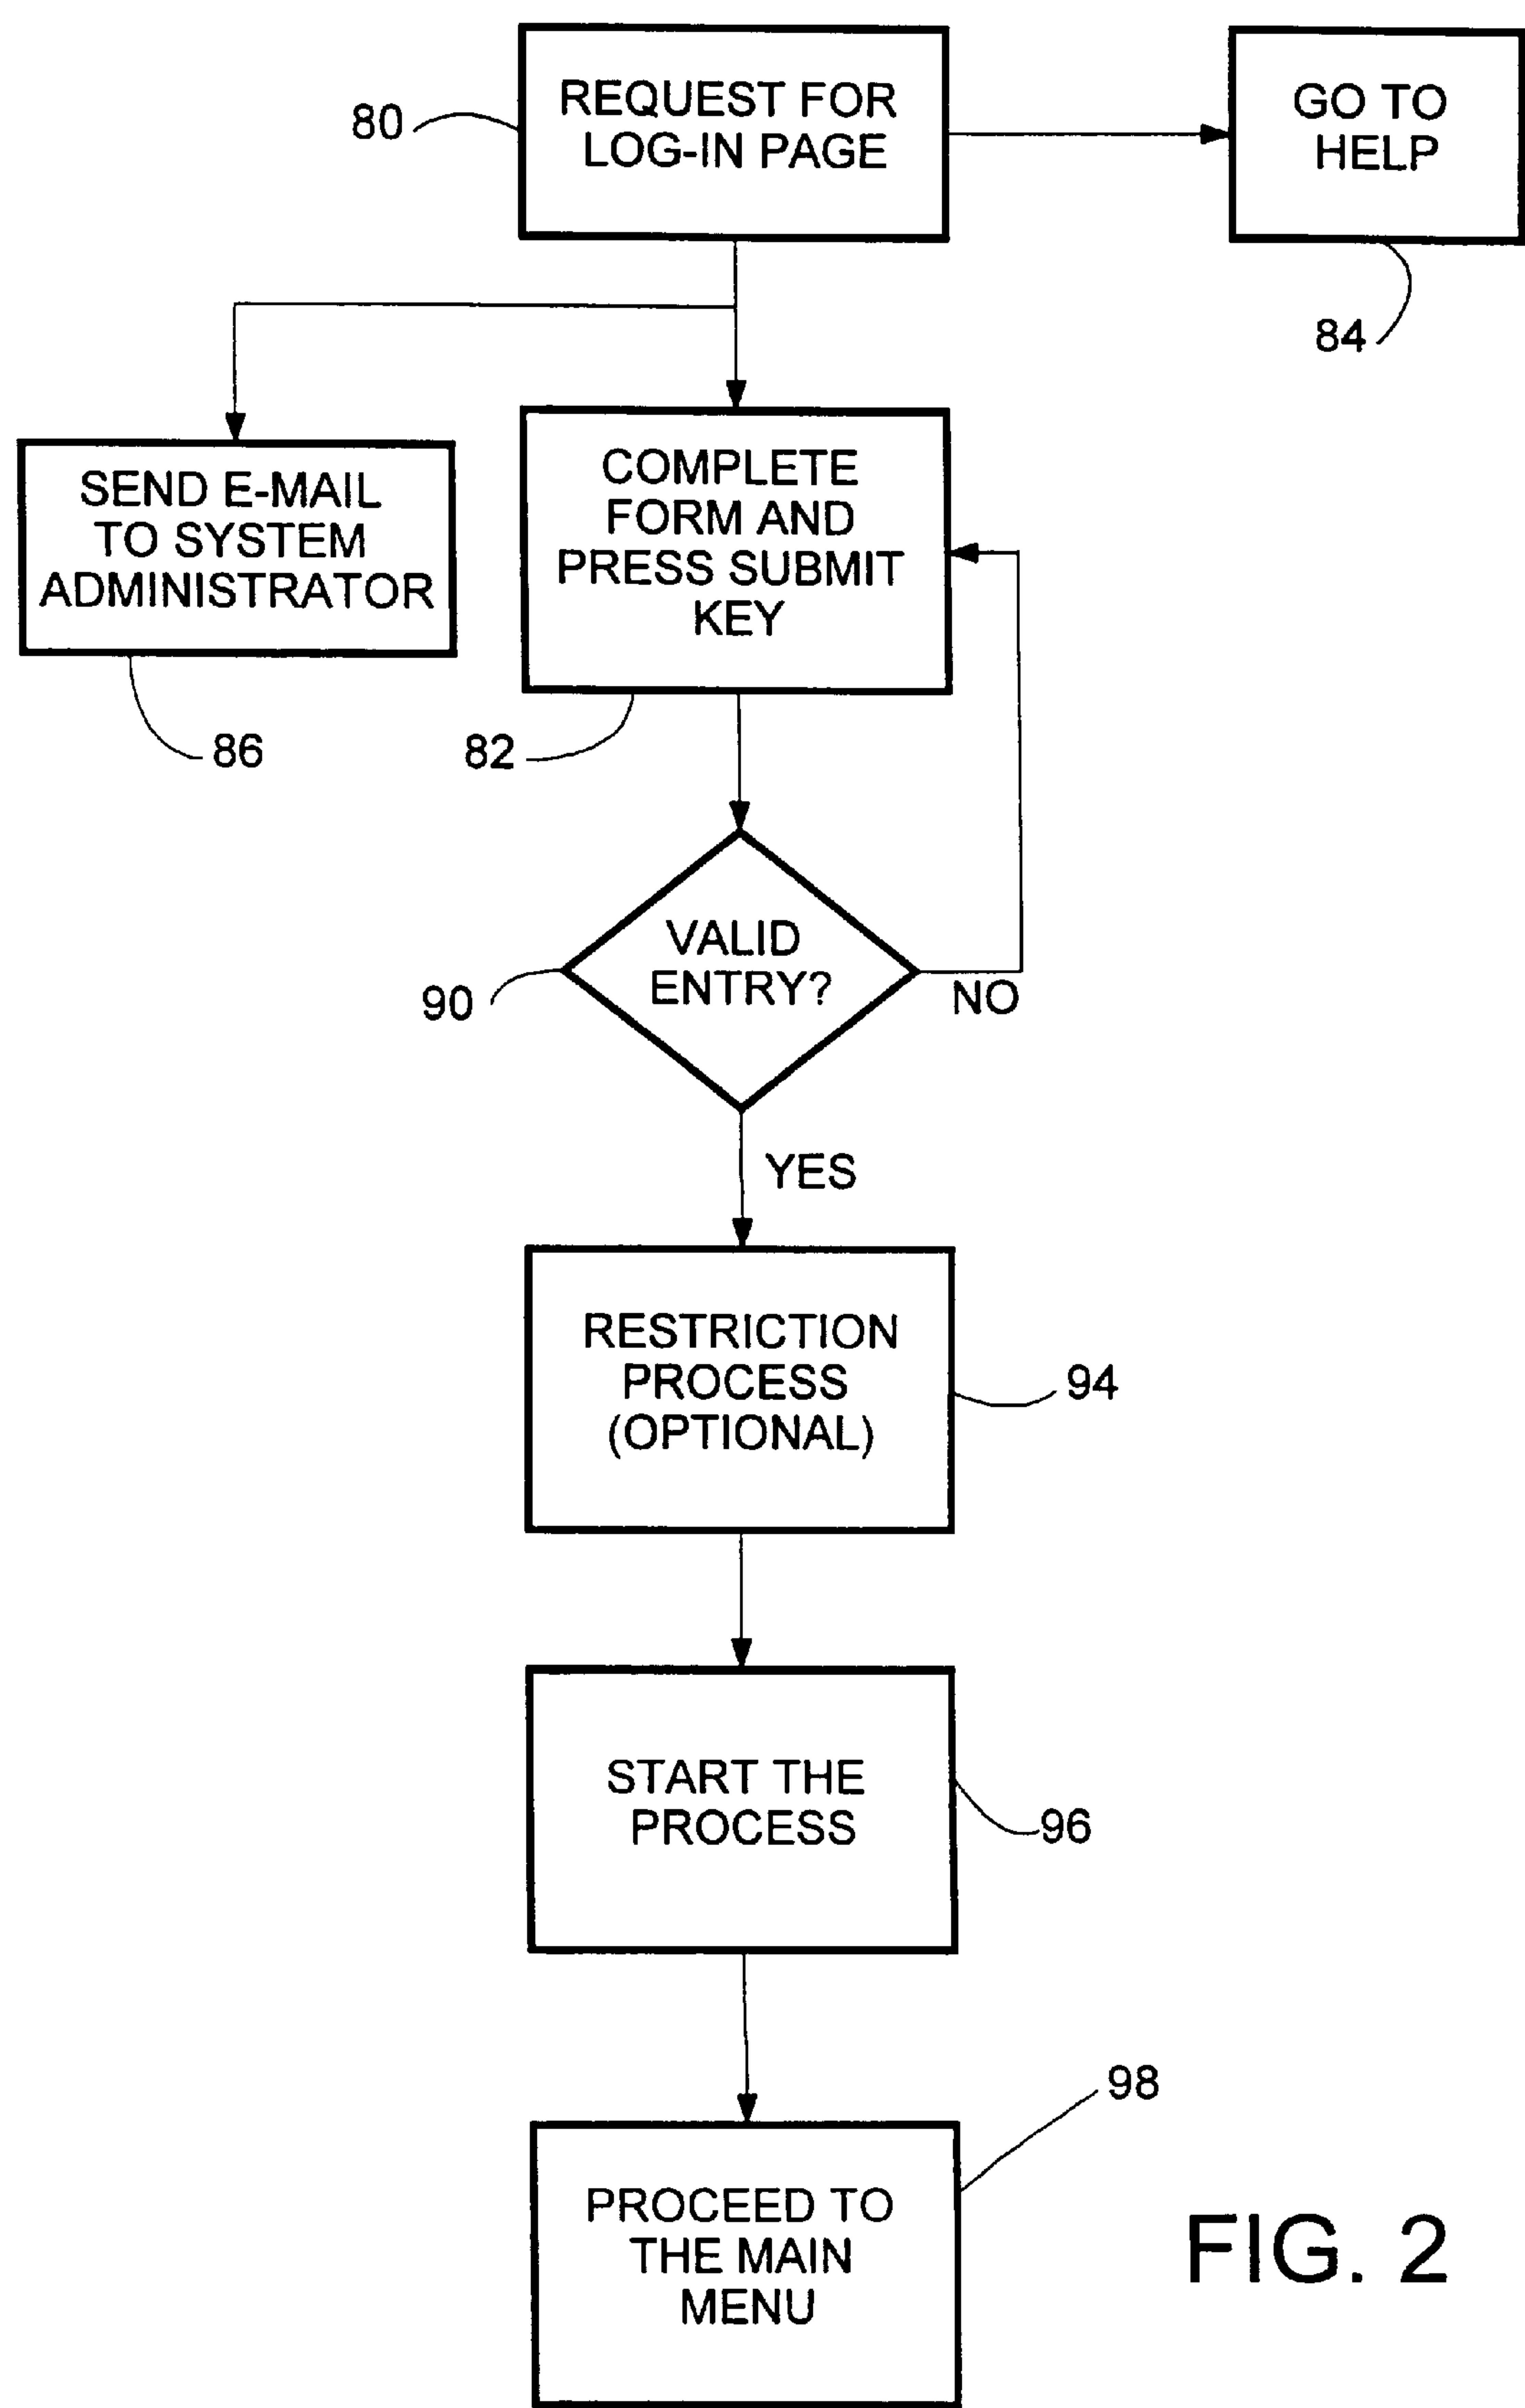 REQUEST FOR
LOG-IN PAGE
80
GO TO
HELP
84
SEND E-MAIL
TO SYSTEM
ADMINISTRATOR
86
COMPLETE
FORM AND
PRESS SUBMIT
KEY
82
VALID
ENTRY?
90
NO
YES
RESTRICTION
PROCESS
(OPTIONAL)
94
START THE
PROCESS
96
98
PROCEED TO
THE MAIN
MENU
FIG. 2